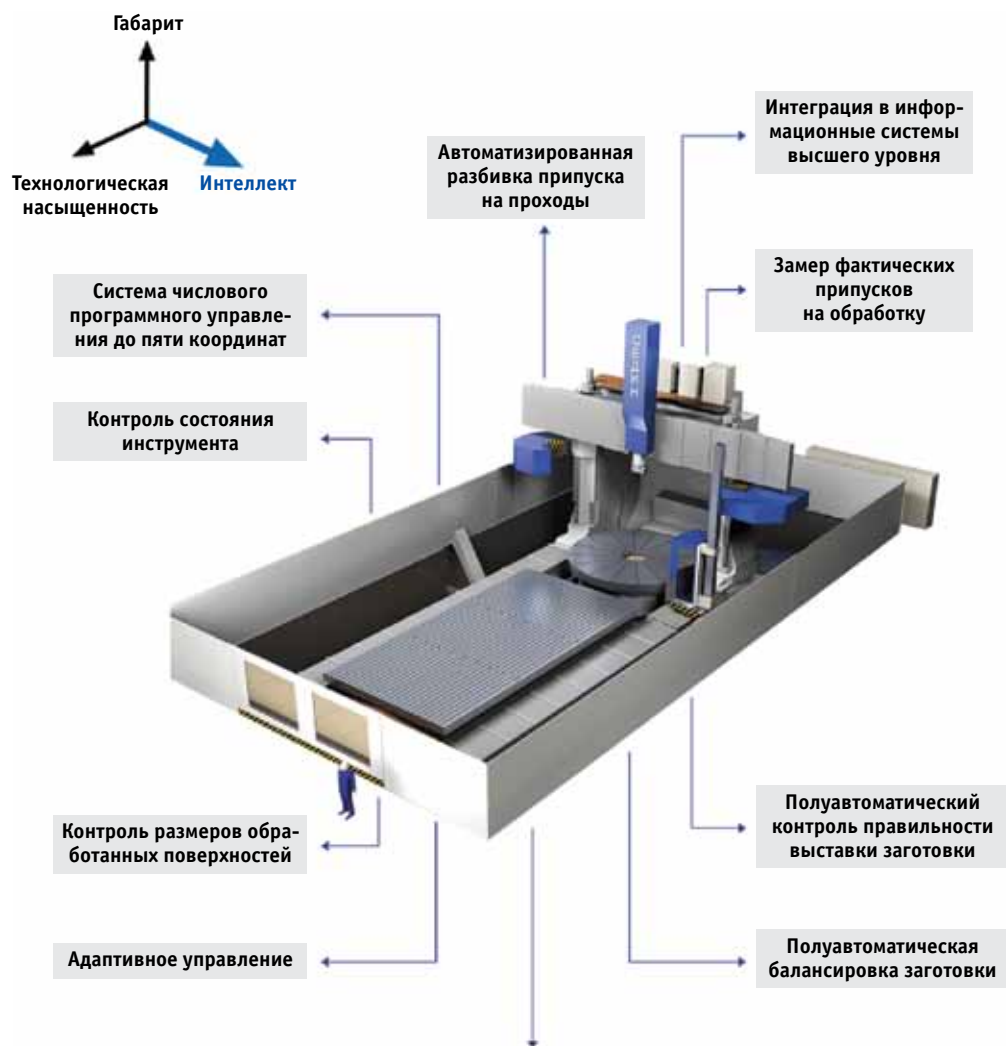 Габарит
Технологическая
насыщенность
Интеллект
Автоматизированная
разбивка припуска
на проходы
Интеграция в инфор-
мационные системы
высшего уровня
Система числового
программного управле-
ния до пяти координат
Замер фактических
припусков
на обработку
Контроль состояния
инструмента
Контроль размеров обра-
ботанных поверхностей
Полуавтоматический
контроль правильности
выставки заготовки
Адаптивное управление
Полуавтоматическая
балансировка заготовки